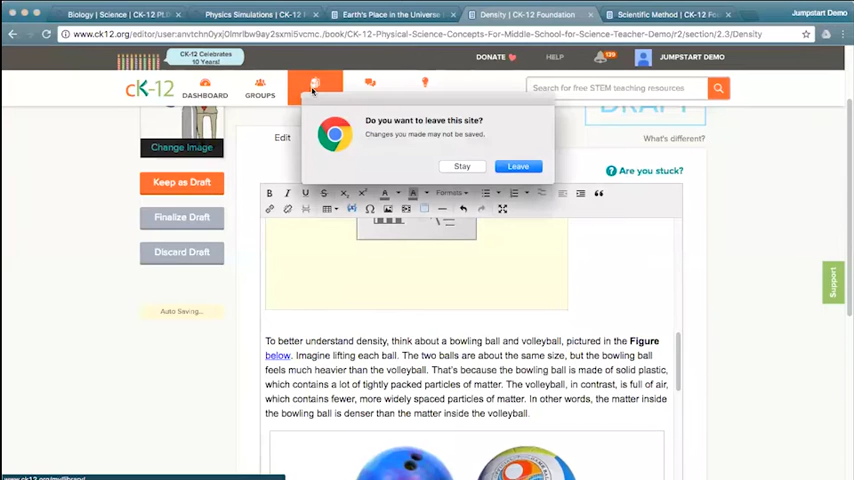 Biology | Science | CK-12 PL
Physics Simulations | CK-12 F
Earth's Place in the Universe
Density | CK-12 Foundation
Scientific Method | CK-12 Fo
Jumpstart Demo
www.ck12.org/editor/user:anvtchn0yxj0lmrlbw9ay2sxmi5vcmc./book/CK-12-Physical-Science-Concepts-For-Middle-School-for-Science-Teacher-Demo/r2/section/2.3/Density
CK-12 Celebrates
10 Years!
DONATE
HELP
139
JUMPSTART DEMO
cK-12
DASHBOARD
GROUPS
Search for free STEM teaching resources
Do you want to leave this site?
Changes you made may not be saved.
Stay
Leave
DRAFT
What's different?
Edit
Change Image
Are you stuck?
Keep as Draft
Finalize Draft
Discard Draft
Auto Saving...
Formats
Support
To better understand density, think about a bowling ball and volleyball, pictured in the Figure
below. Imagine lifting each ball. The two balls are about the same size, but the bowling ball
feels much heavier than the volleyball. That's because the bowling ball is made of solid plastic,
which contains a lot of tightly packed particles of matter. The volleyball, in contrast, is full of air,
which contains fewer, more widely spaced particles of matter. In other words, the matter inside
the bowling ball is denser than the matter inside the volleyball.